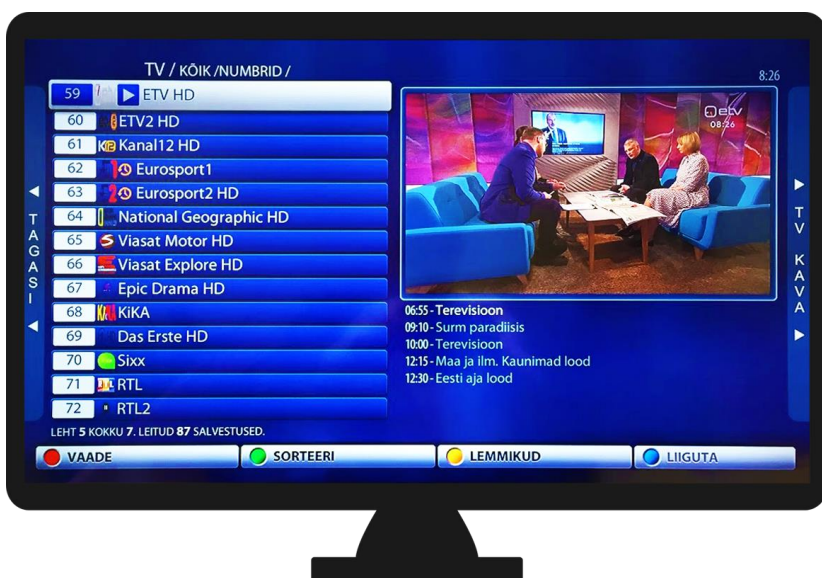 TV / KÕIK /NUMBRID /
8:26
59 ETV HD
60 ETV2 HD
61 K12 Kanal12 HD
62 1 Eurosport1
63 2 Eurosport2 HD
64 National Geographic HD
65 Viasat Motor HD
66 Viasat Explore HD
67 Epic Drama HD
68 KiKA KiKA
69 Das Erste HD
70 Sixx
71 RTL
72 RTL2
LEHT 5 KOKKU 7. LEITUD 87 SALVESTUSED.
TAGASI
etv
08:26
06:55 - Terevisioon
09:10 - Surm paradiisis
10:00 - Terevisioon
12:15 - Maa ja ilm. Kaunimad lood
12:30 - Eesti aja lood
TV KAVA
VAADE
SORTEERI
LEMMIKUD
LIIGUTA